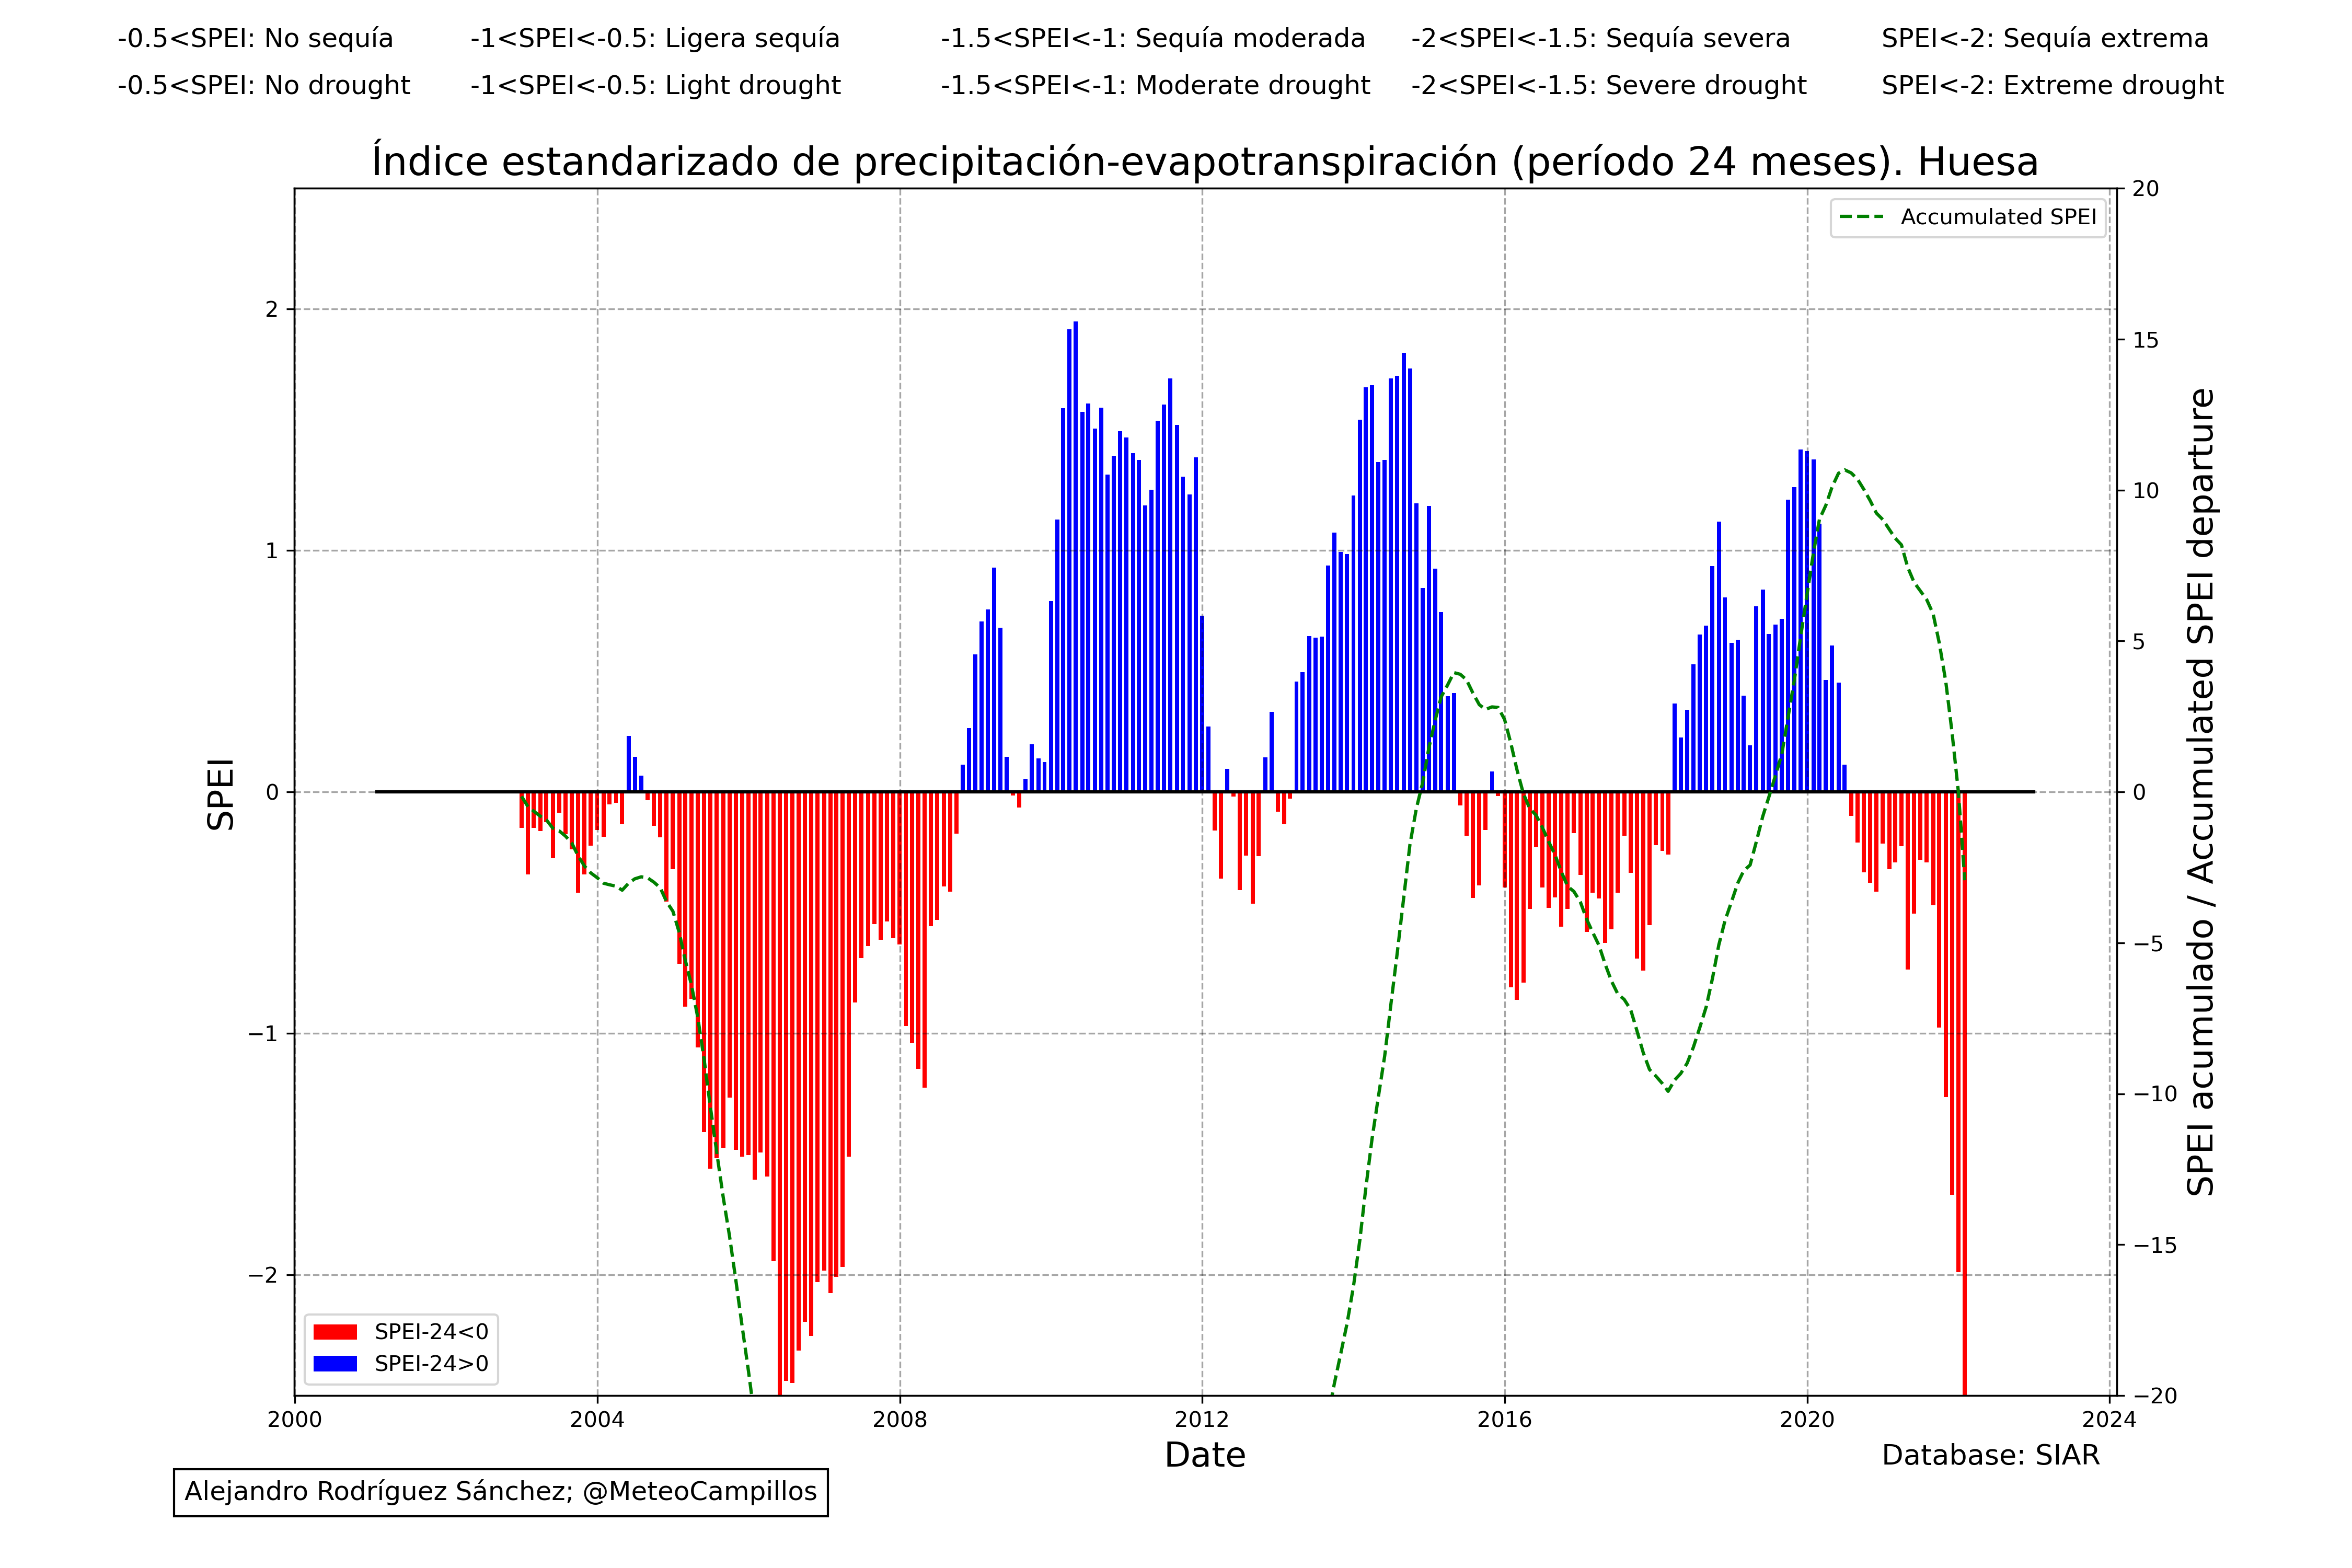 -0.5<SPEI: No sequía -1<SPEI<-0.5: Ligera sequía -1.5<SPEI<-1: Sequía moderada -2<SPEI<-1.5: Sequía severa SPEI<-2: Sequía extrema
-0.5<SPEI: No drought -1<SPEI<-0.5: Light drought -1.5<SPEI<-1: Moderate drought -2<SPEI<-1.5: Severe drought SPEI<-2: Extreme drought
Índice estandarizado de precipitación-evapotranspiración (período 24 meses). Huesa
Accumulated SPEI
SPEI
2
1
0
−1
−2
20
15
10
5
0
−5
−10
−15
−20
SPEI acumulado / Accumulated SPEI departure
SPEI-24<0
SPEI-24>0
2000 2004 2008 2012 2016 2020 2024
Date
Database: SIAR
Alejandro Rodríguez Sánchez; @MeteoCampillos